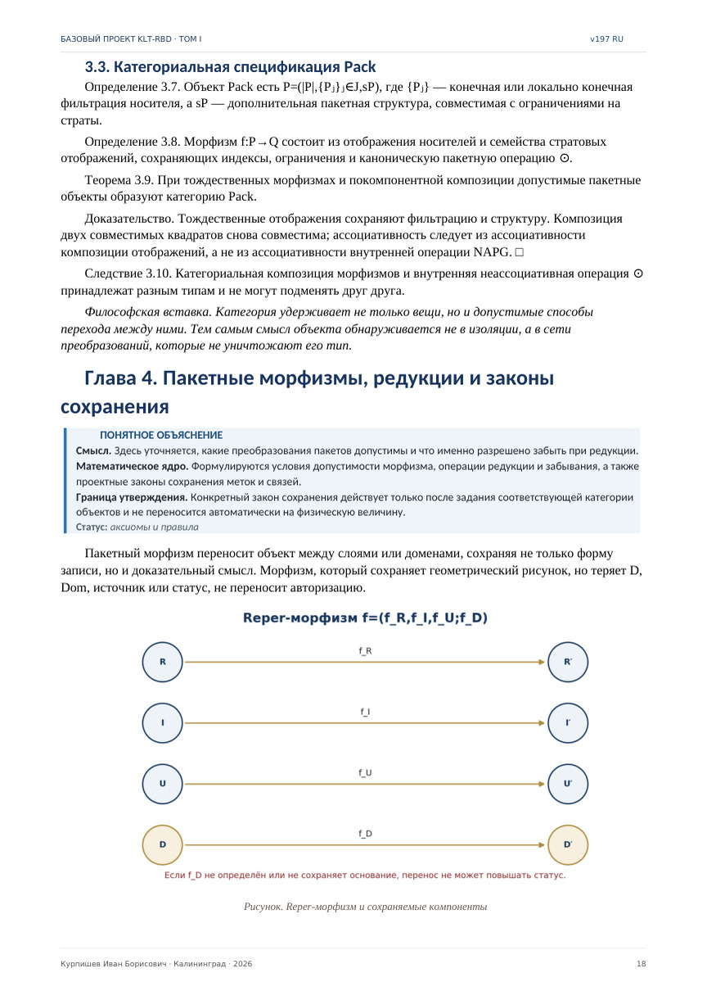 БАЗОВЫЙ ПРОЕКТ KLT-RBD · ТОМ I
v197 RU
3.3. Категориальная спецификация Pack
Определение 3.7. Объект Pack есть P=(|P|,{Pⱼ}ⱼ∈J,sP), где {Pⱼ} — конечная или локально конечная
фильтрация носителя, а sP — дополнительная пакетная структура, совместимая с ограничениями на
страты.
Определение 3.8. Морфизм f:P→Q состоит из отображения носителей и семейства стратовых
отображений, сохраняющих индексы, ограничения и каноническую пакетную операцию ⊙.
Теорема 3.9. При тождественных морфизмах и покомпонентной композиции допустимые пакетные
объекты образуют категорию Pack.
Доказательство. Тождественные отображения сохраняют фильтрацию и структуру. Композиция
двух совместимых квадратов снова совместима; ассоциативность следует из ассоциативности
композиции отображений, а не из ассоциативности внутренней операции NAPG. □
Следствие 3.10. Категориальная композиция морфизмов и внутренняя неассоциативная операция ⊙
принадлежат разным типам и не могут подменять друг друга.
Философская вставка. Категория удерживает не только вещи, но и допустимые способы
перехода между ними. Тем самым смысл объекта обнаруживается не в изоляции, а в сети
преобразований, которые не уничтожают его тип.
Глава 4. Пакетные морфизмы, редукции и законы
сохранения
ПОНЯТНОЕ ОБЪЯСНЕНИЕ
Смысл. Здесь уточняется, какие преобразования пакетов допустимы и что именно разрешено забыть при редукции.
Математическое ядро. Формулируются условия допустимости морфизма, операции редукции и забывания, а также
проектные законы сохранения меток и связей.
Граница утверждения. Конкретный закон сохранения действует только после задания соответствующей категории
объектов и не переносится автоматически на физическую величину.
Статус: аксиомы и правила
Пакетный морфизм переносит объект между слоями или доменами, сохраняя не только форму
записи, но и доказательный смысл. Морфизм, который сохраняет геометрический рисунок, но теряет D,
Dom, источник или статус, не переносит авторизацию.
Reper-морфизм f=(f_R,f_I,f_U;f_D)
R f_R R′
I f_I I′
U f_U U′
D f_D D′
Если f_D не определён или не сохраняет основание, перенос не может повышать статус.
Рисунок. Reper-морфизм и сохраняемые компоненты
Курпишев Иван Борисович · Калининград · 2026
18